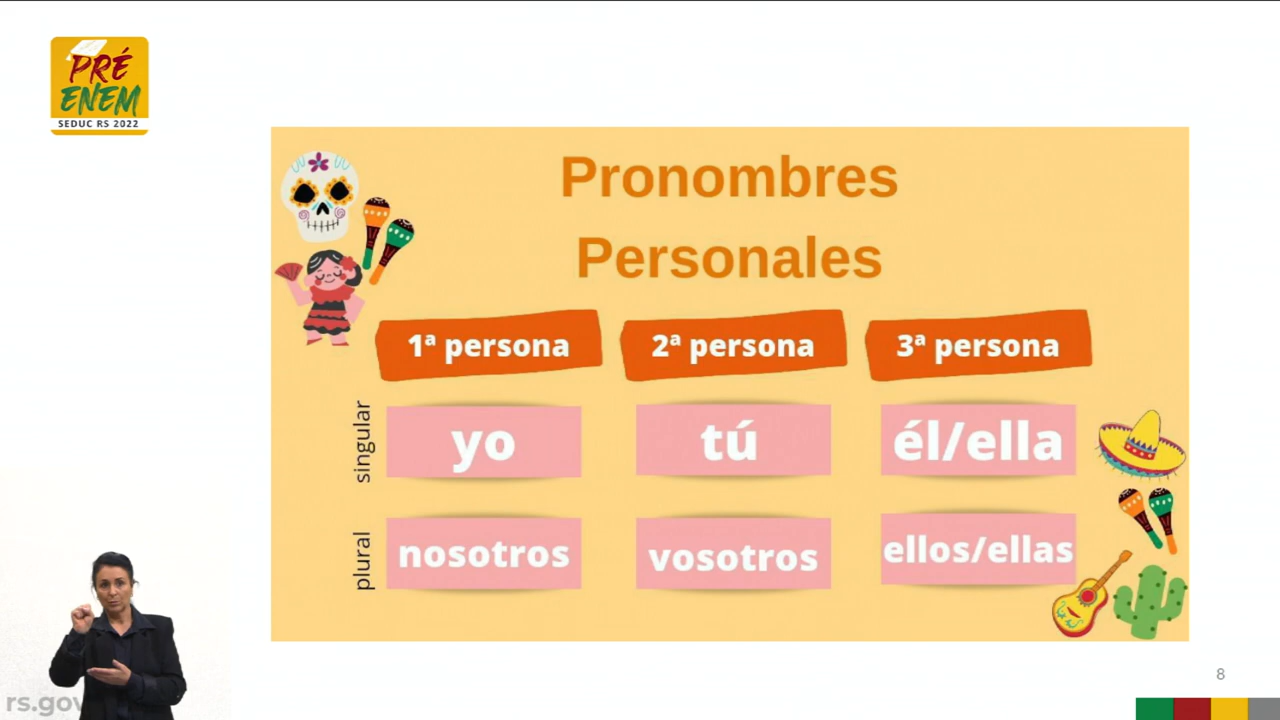 PRÉ
ENEM
SEDUC RS 2022
Pronombres
Personales
1ª persona
2ª persona
3ª persona
singular
yo
tú
él/ella
plural
nosotros
vosotros
ellos/ellas
8
rs.gov